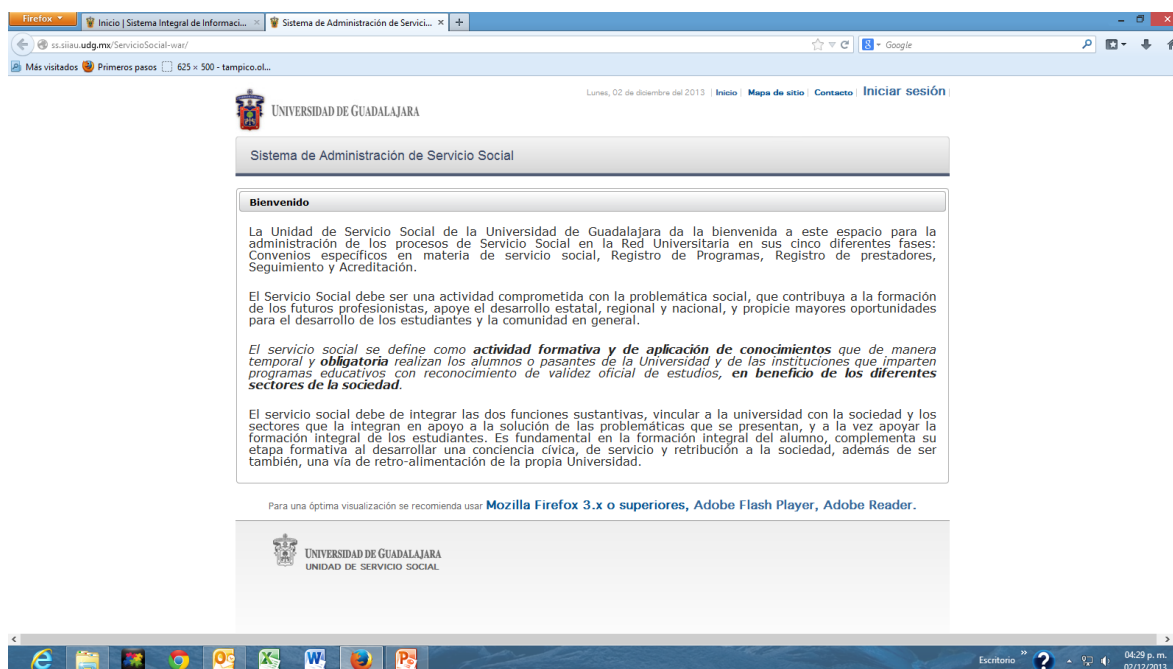 Firefox
Inicio | Sistema Integral de Informaci...
Sistema de Administración de Servici...
ss.siiau.udg.mx/ServicioSocial-war/
Google
Más visitados
Primeros pasos
625 × 500 - tampico.ol...
Lunes, 02 de diciembre del 2013 | Inicio | Mapa de sitio | Contacto | Iniciar sesión |
UNIVERSIDAD DE GUADALAJARA
Sistema de Administración de Servicio Social
Bienvenido
La Unidad de Servicio Social de la Universidad de Guadalajara da la bienvenida a este espacio para la
administración de los procesos de Servicio Social en la Red Universitaria en sus cinco diferentes fases:
Convenios específicos en materia de servicio social, Registro de Programas, Registro de prestadores,
Seguimiento y Acreditación.
El Servicio Social debe ser una actividad comprometida con la problemática social, que contribuya a la formación
de los futuros profesionistas, apoye el desarrollo estatal, regional y nacional, y propicie mayores oportunidades
para el desarrollo de los estudiantes y la comunidad en general.
El servicio social se define como actividad formativa y de aplicación de conocimientos que de manera
temporal y obligatoria realizan los alumnos o pasantes de la Universidad y de las instituciones que imparten
programas educativos con reconocimiento de validez oficial de estudios, en beneficio de los diferentes
sectores de la sociedad.
El servicio social debe de integrar las dos funciones sustantivas, vincular a la universidad con la sociedad y los
sectores que la integran en apoyo a la solución de las problemáticas que se presentan, y a la vez apoyar la
formación integral de los estudiantes. Es fundamental en la formación integral del alumno, complementa su
etapa formativa al desarrollar una conciencia cívica, de servicio y retribución a la sociedad, además de ser
también, una vía de retro-alimentación de la propia Universidad.
Para una óptima visualización se recomienda usar Mozilla Firefox 3.x o superiores, Adobe Flash Player, Adobe Reader.
UNIVERSIDAD DE GUADALAJARA
UNIDAD DE SERVICIO SOCIAL
Escritorio
04:29 p. m.
02/12/2013